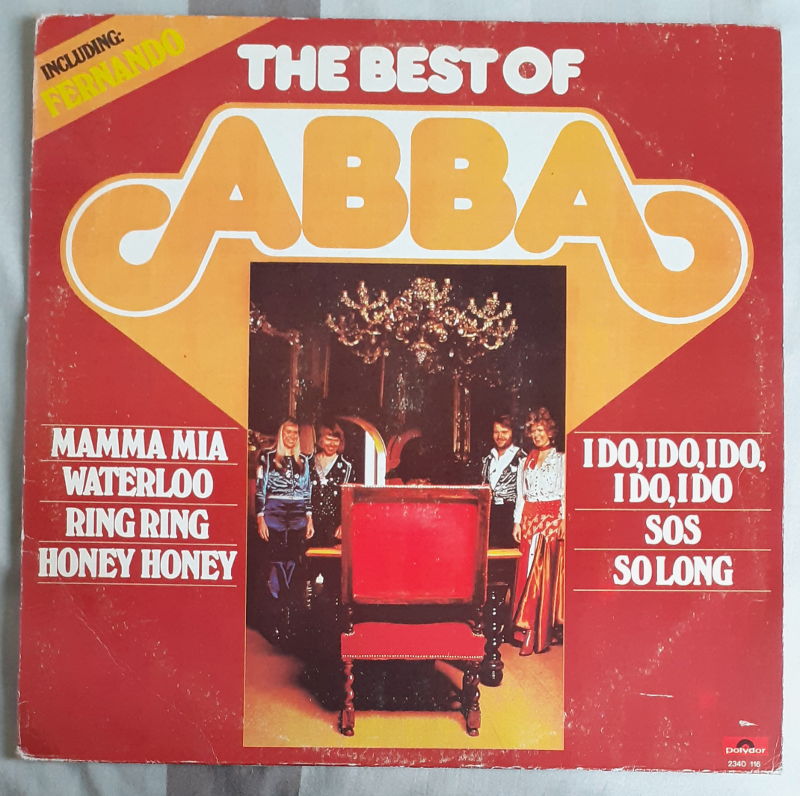 INCLUDING:
FERNANDO
THE BEST OF
ABBA
MAMMA MIA
WATERLOO
RING RING
HONEY HONEY
I DO, I DO, I DO,
I DO, I DO
SOS
SO LONG
polydor
2340 116